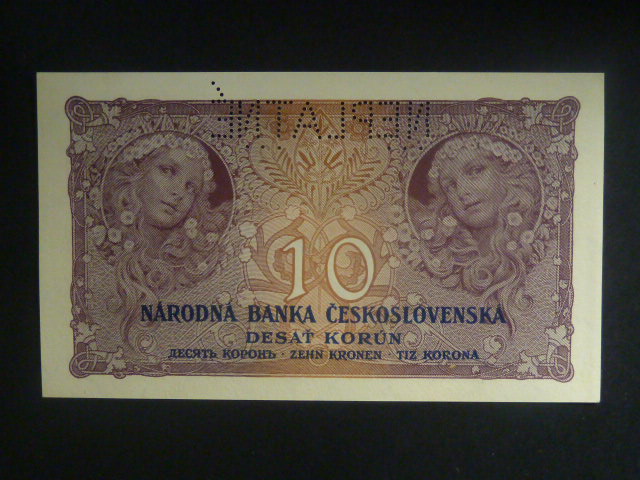 NEPLATNÉ
10
NÁRODNÁ BANKA ČESKOSLOVENSKÁ
DESAŤ KORÚN
ДЕСЯТЬ КОРОНЪ · ZEHN KRONEN · TIZ KORONA